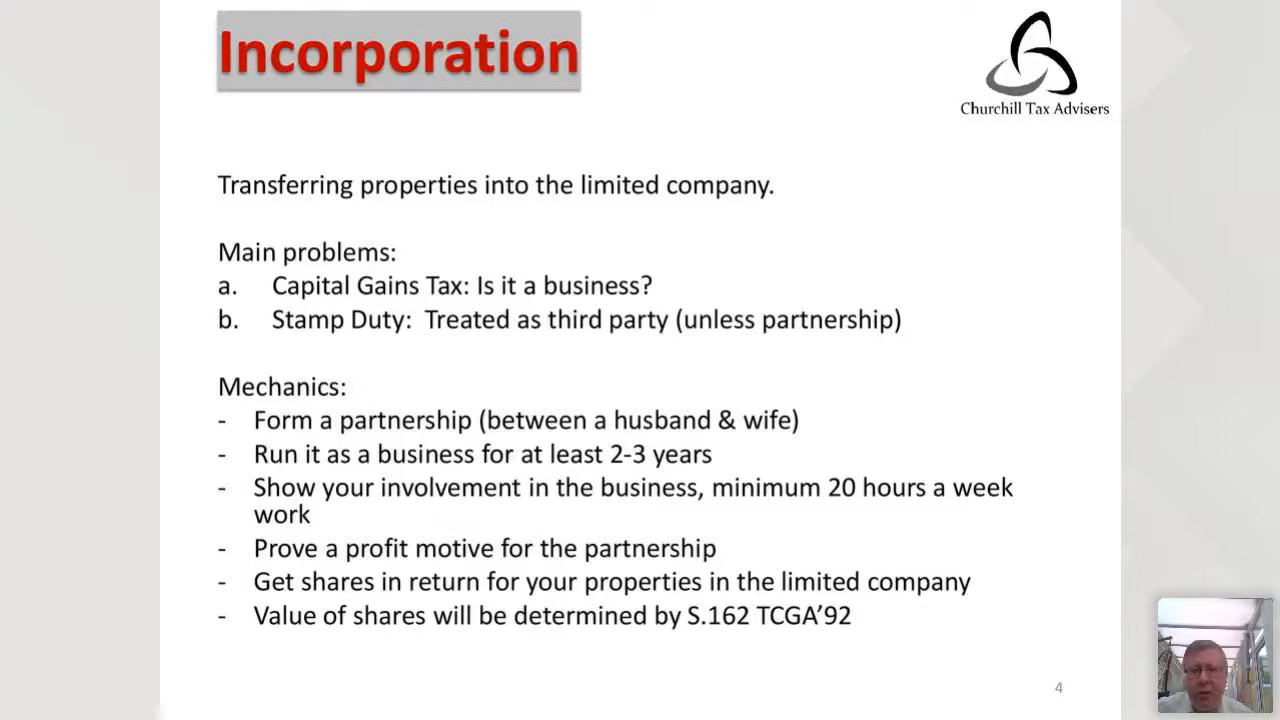 Incorporation
Churchill Tax Advisers
Transferring properties into the limited company.
Main problems:
a. Capital Gains Tax: Is it a business?
b. Stamp Duty: Treated as third party (unless partnership)
Mechanics:
- Form a partnership (between a husband & wife)
- Run it as a business for at least 2-3 years
- Show your involvement in the business, minimum 20 hours a week
work
- Prove a profit motive for the partnership
- Get shares in return for your properties in the limited company
- Value of shares will be determined by S.162 TCGA’92
4